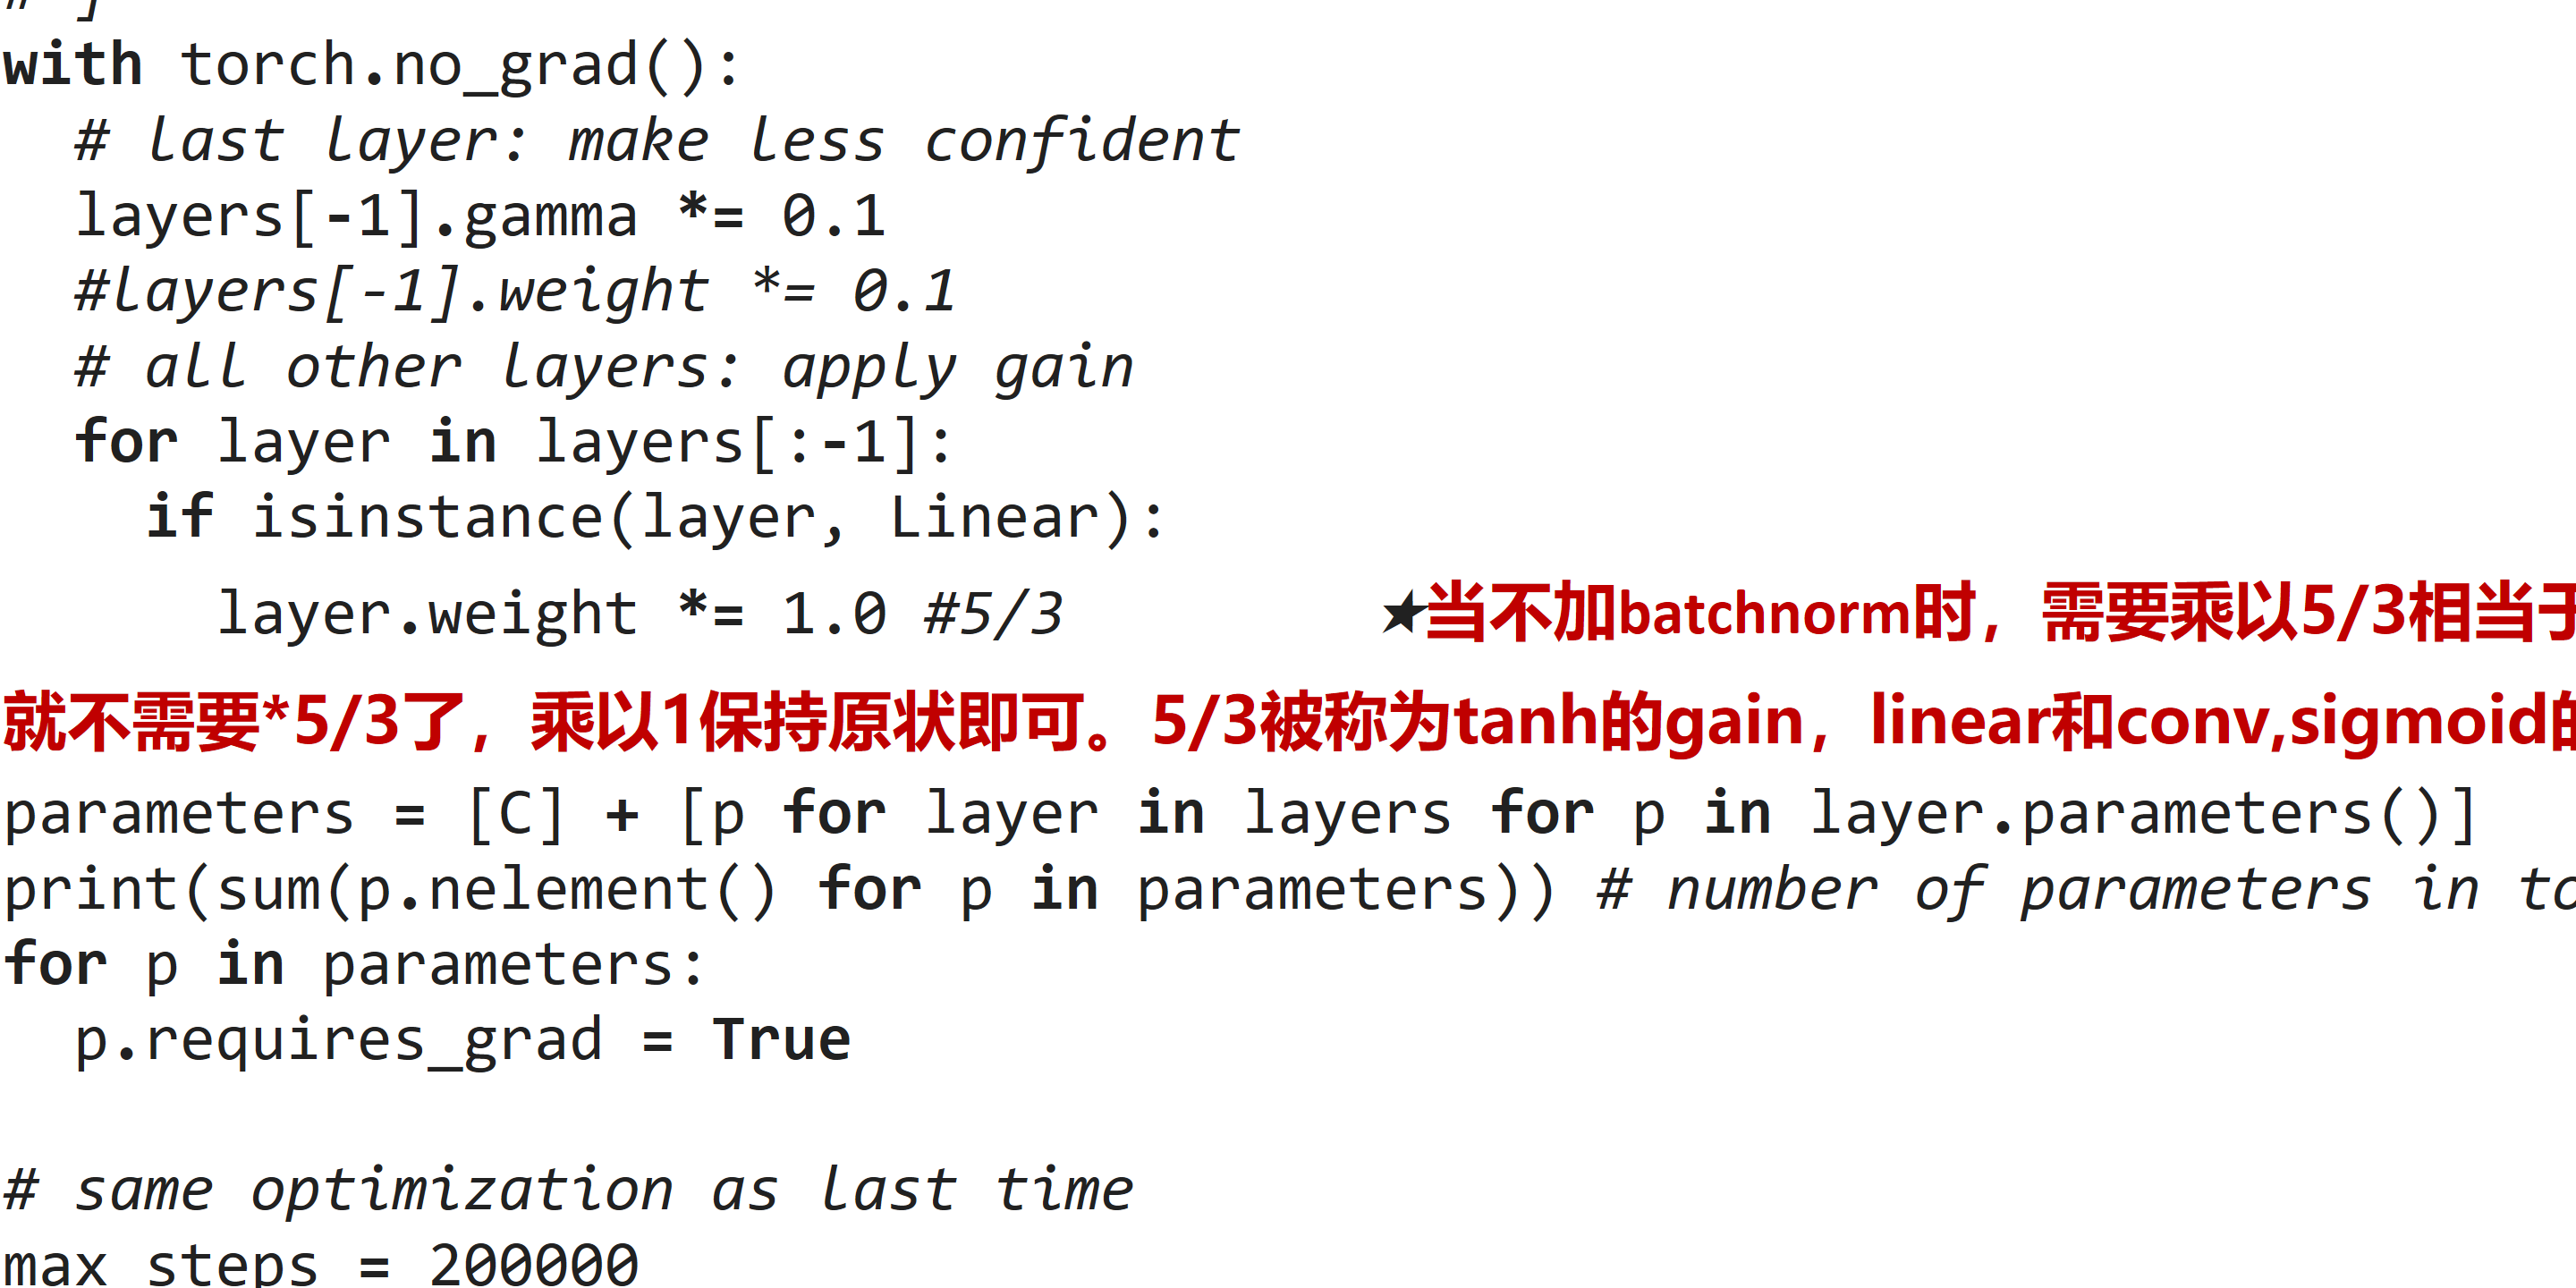 # ]
with torch.no_grad():
  # last layer: make less confident
  layers[-1].gamma *= 0.1
  #layers[-1].weight *= 0.1
  # all other layers: apply gain
  for layer in layers[:-1]:
    if isinstance(layer, Linear):
      layer.weight *= 1.0 #5/3 ★当不加batchnorm时，需要乘以5/3相当于
就不需要*5/3了，乘以1保持原状即可。5/3被称为tanh的gain，linear和conv,sigmoid的
parameters = [C] + [p for layer in layers for p in layer.parameters()]
print(sum(p.nelement() for p in parameters)) # number of parameters in to
for p in parameters:
  p.requires_grad = True
# same optimization as last time
max_steps = 200000